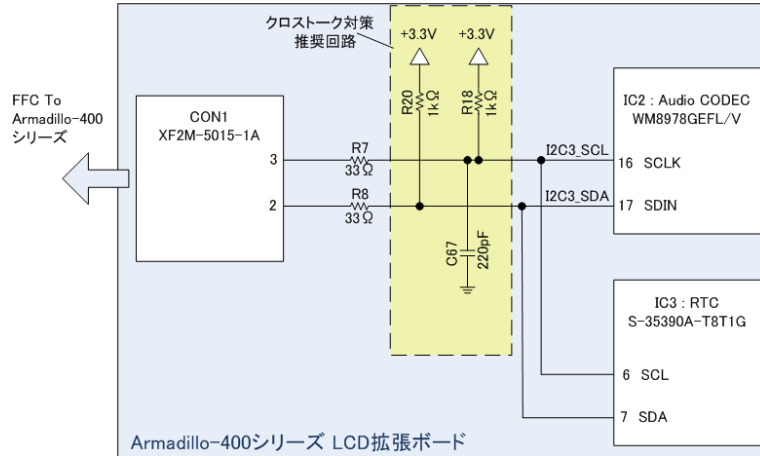 クロストーク対策
推奨回路
+3.3V
+3.3V
R20
1kΩ
R18
1kΩ
FFC To
Armadillo-400
シリーズ
CON1
XF2M-5015-1A
3
2
R7
33Ω
R8
33Ω
C67
220pF
I2C3_SCL
I2C3_SDA
IC2 : Audio CODEC
WM8978GEFL/V
16 SCLK
17 SDIN
IC3 : RTC
S-35390A-T8T1G
6 SCL
7 SDA
Armadillo-400シリーズ LCD拡張ボード